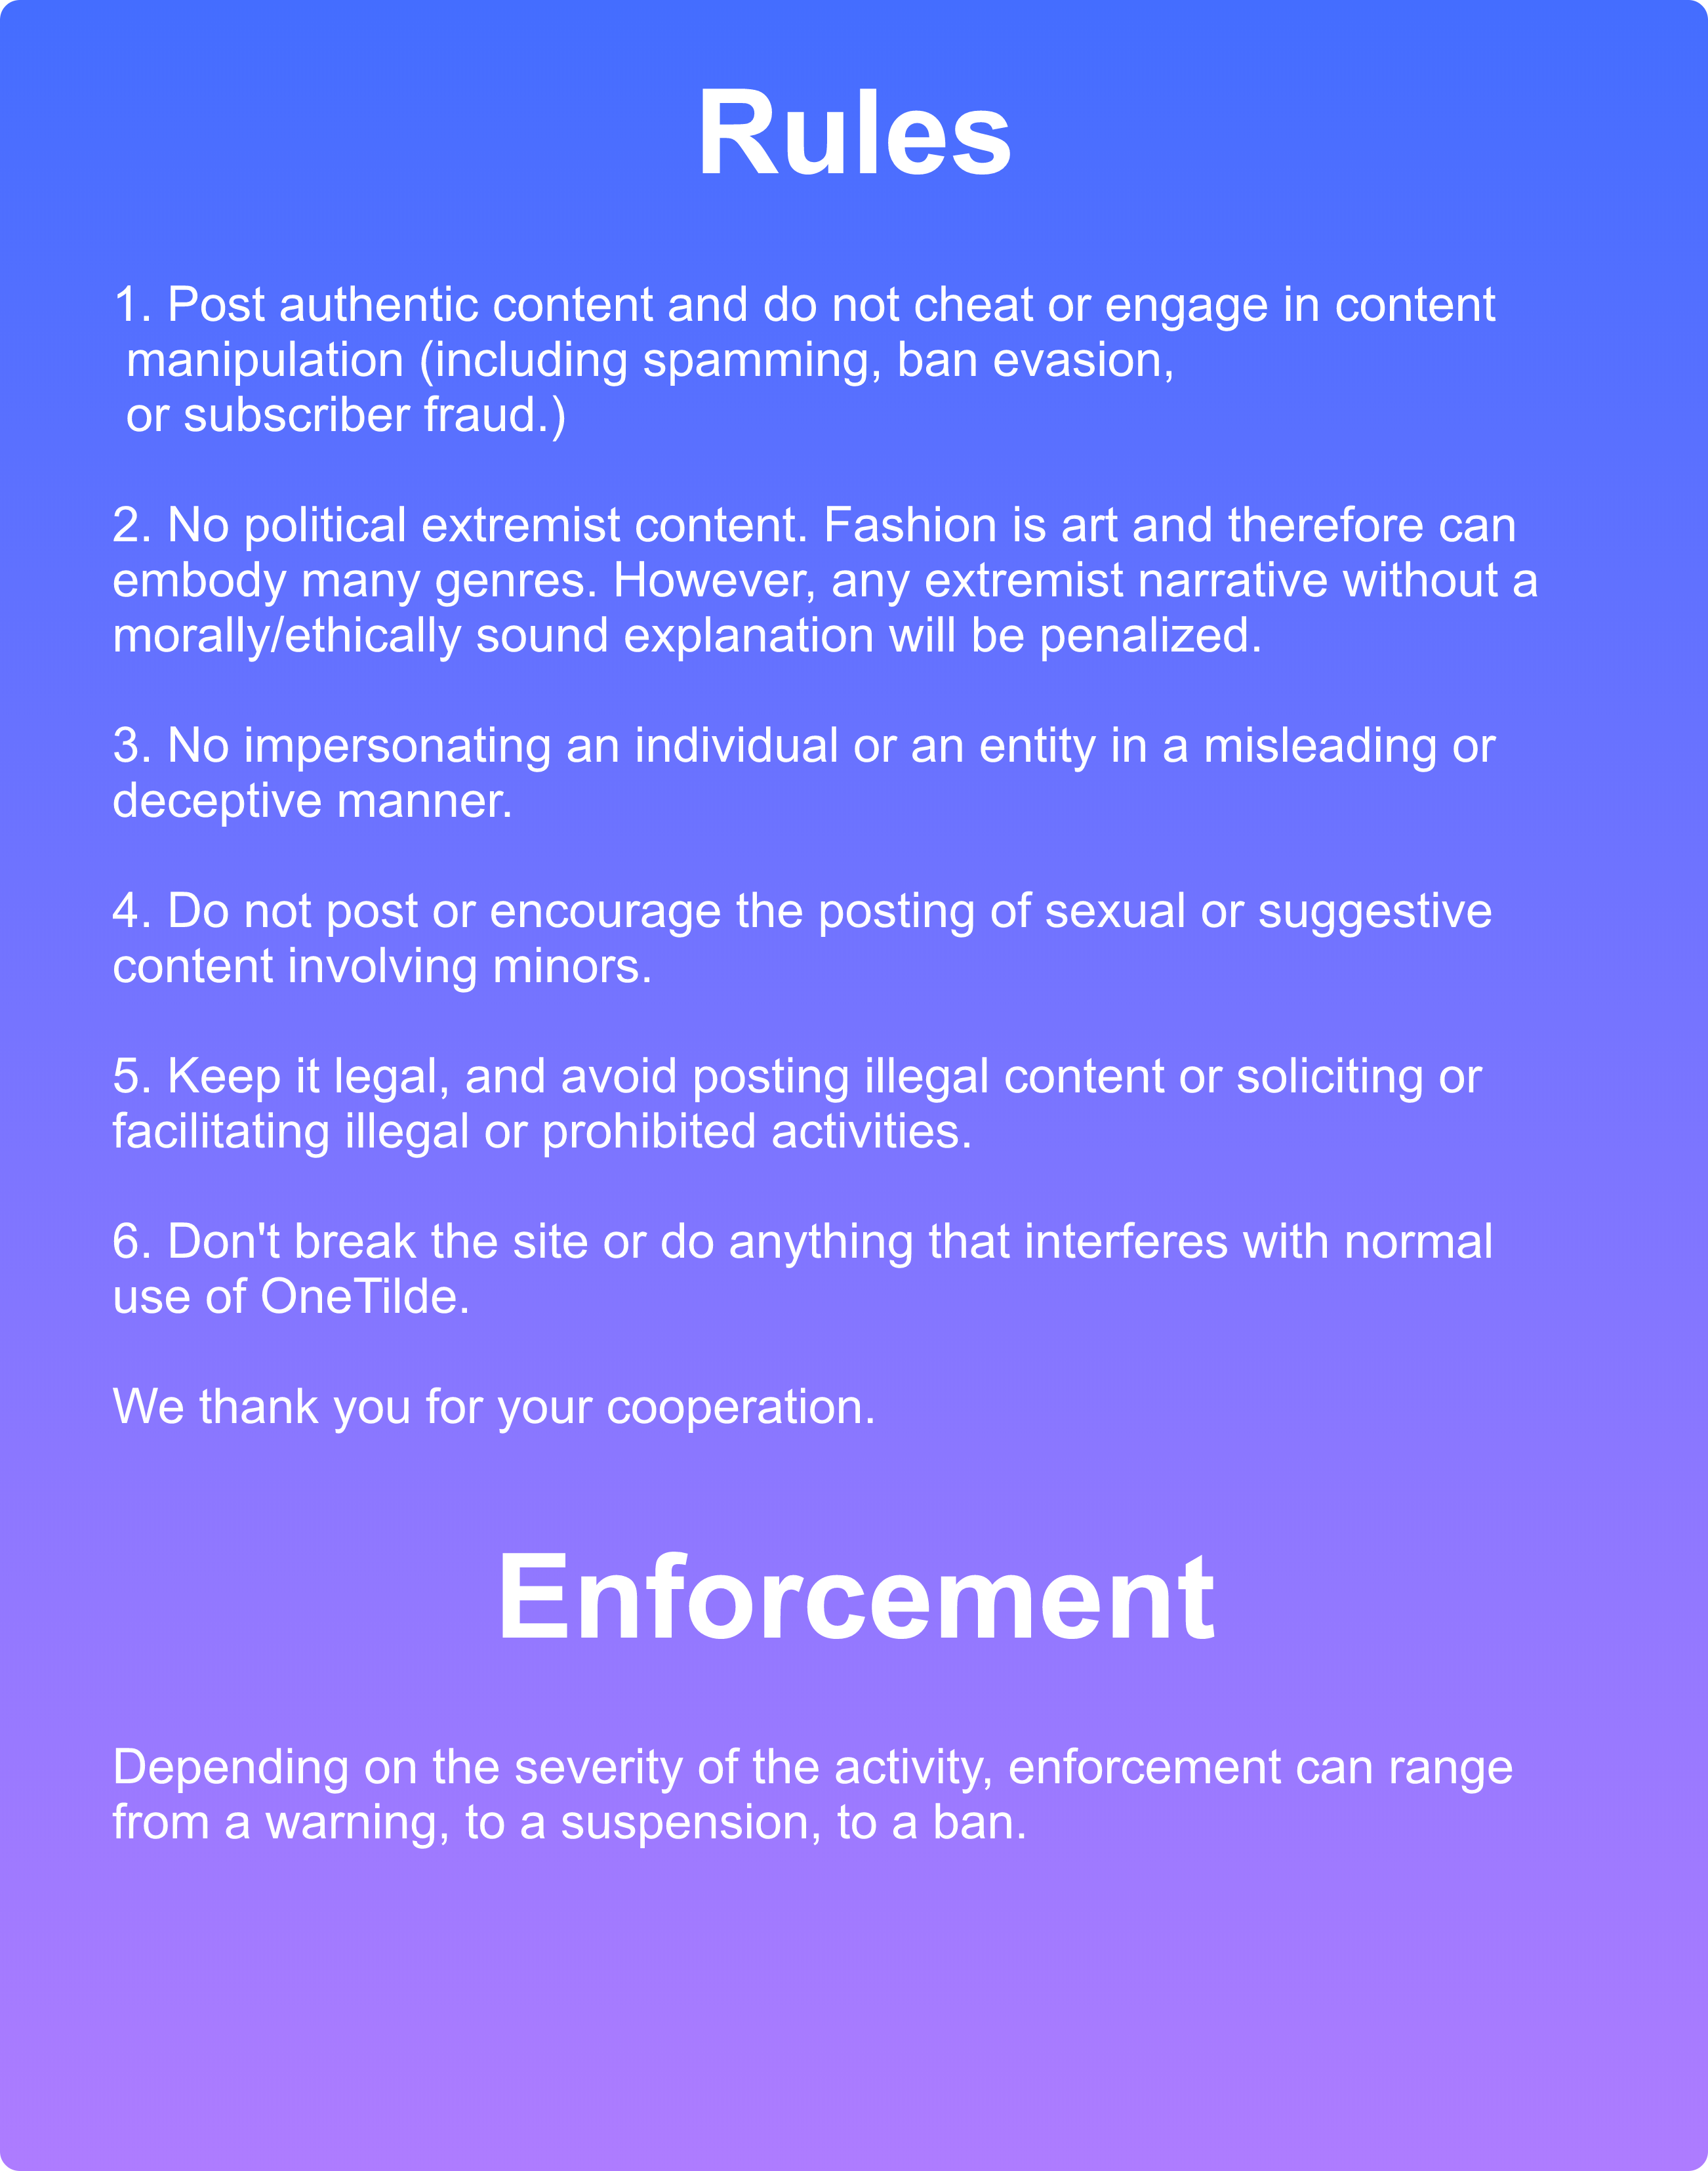 Rules
1. Post authentic content and do not cheat or engage in content
manipulation (including spamming, ban evasion,
or subscriber fraud.)
2. No political extremist content. Fashion is art and therefore can
embody many genres. However, any extremist narrative without a
morally/ethically sound explanation will be penalized.
3. No impersonating an individual or an entity in a misleading or
deceptive manner.
4. Do not post or encourage the posting of sexual or suggestive
content involving minors.
5. Keep it legal, and avoid posting illegal content or soliciting or
facilitating illegal or prohibited activities.
6. Don't break the site or do anything that interferes with normal
use of OneTilde.
We thank you for your cooperation.
Enforcement
Depending on the severity of the activity, enforcement can range
from a warning, to a suspension, to a ban.